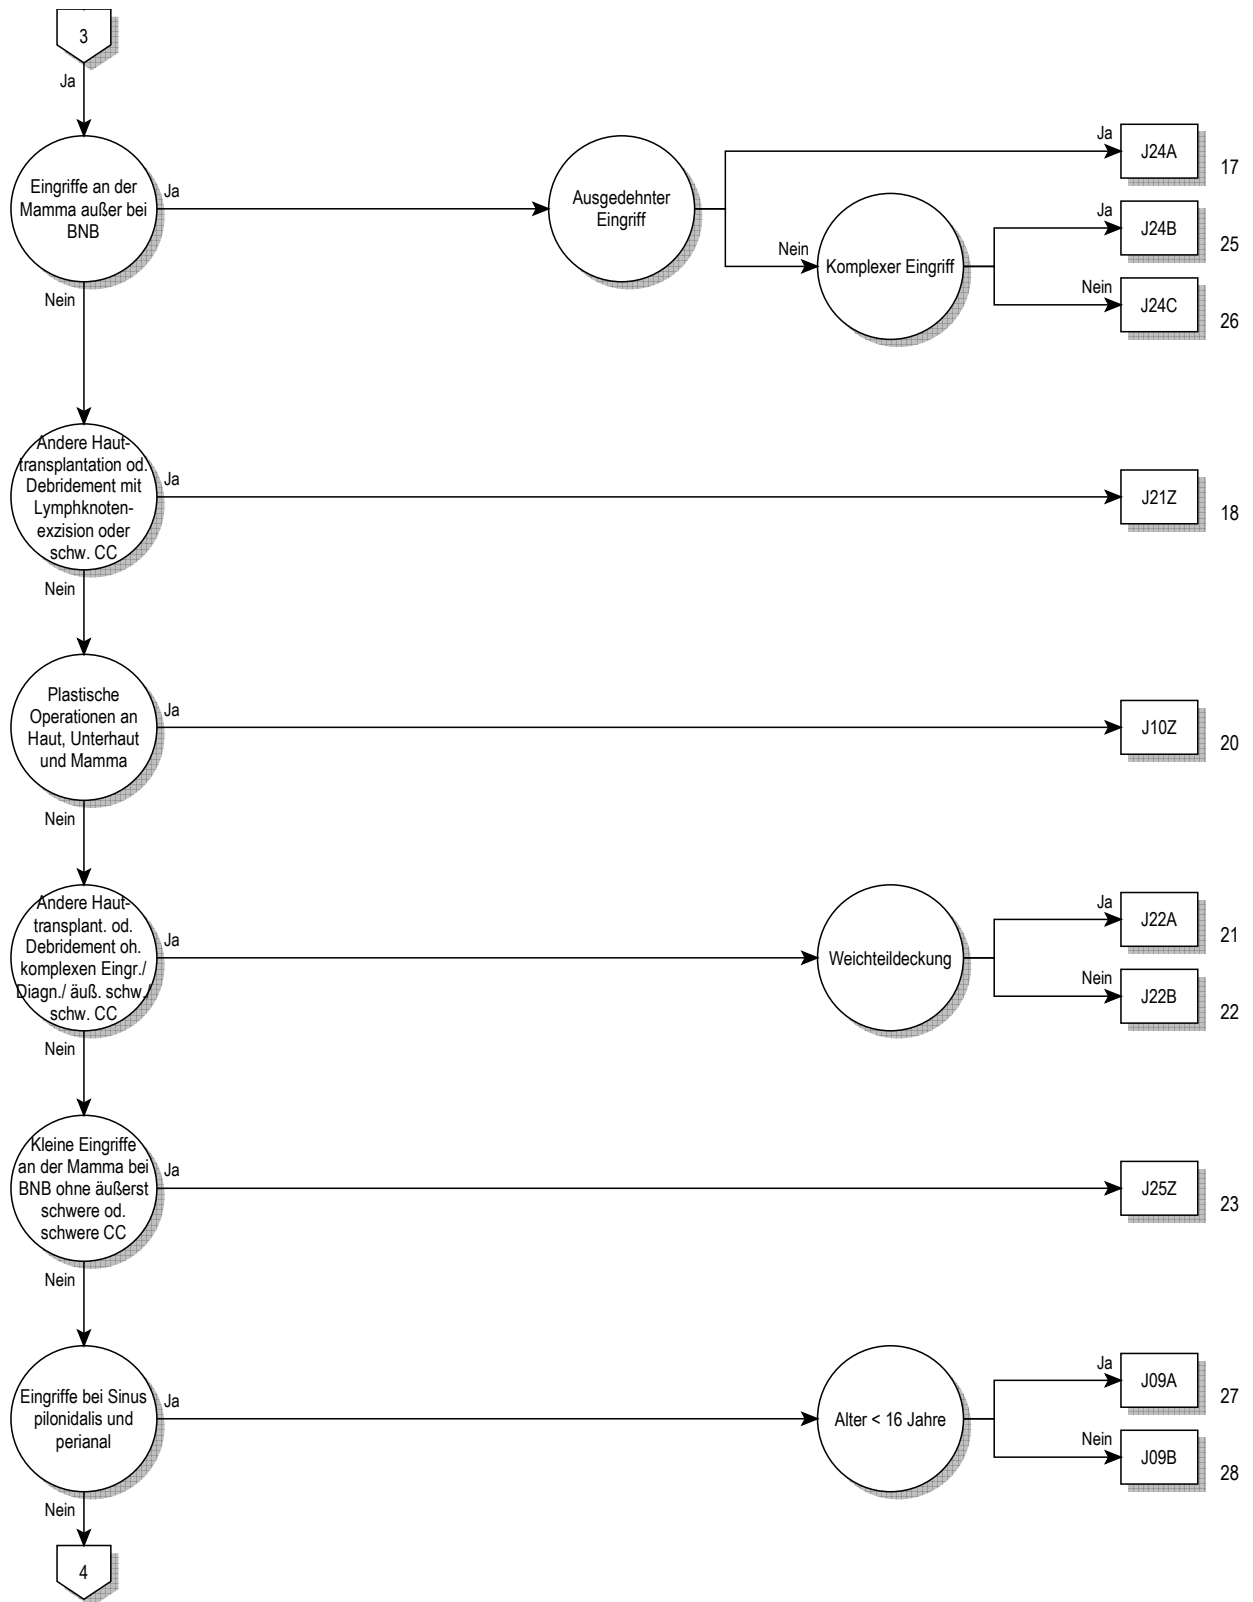 3
Ja
Eingriffe an der
Mamma außer bei
BNB
Ja
Ausgedehnter
Eingriff
Ja
J24A
17
Nein
Komplexer Eingriff
Ja
J24B
25
Nein
J24C
26
Nein
Andere Haut-
transplantation od.
Debridement mit
Lymphknoten-
exzision oder
schw. CC
Ja
J21Z
18
Nein
Plastische
Operationen an
Haut, Unterhaut
und Mamma
Ja
J10Z
20
Nein
Andere Haut-
transplant. od.
Debridement oh.
komplexen Eingr./
Diagn./ äuß. schw./
schw. CC
Ja
Weichteildeckung
Ja
J22A
21
Nein
J22B
22
Nein
Kleine Eingriffe
an der Mamma bei
BNB ohne äußerst
schwere od.
schwere CC
Ja
J25Z
23
Nein
Eingriffe bei Sinus
pilonidalis und
perianal
Ja
Alter < 16 Jahre
Ja
J09A
27
Nein
J09B
28
Nein
4